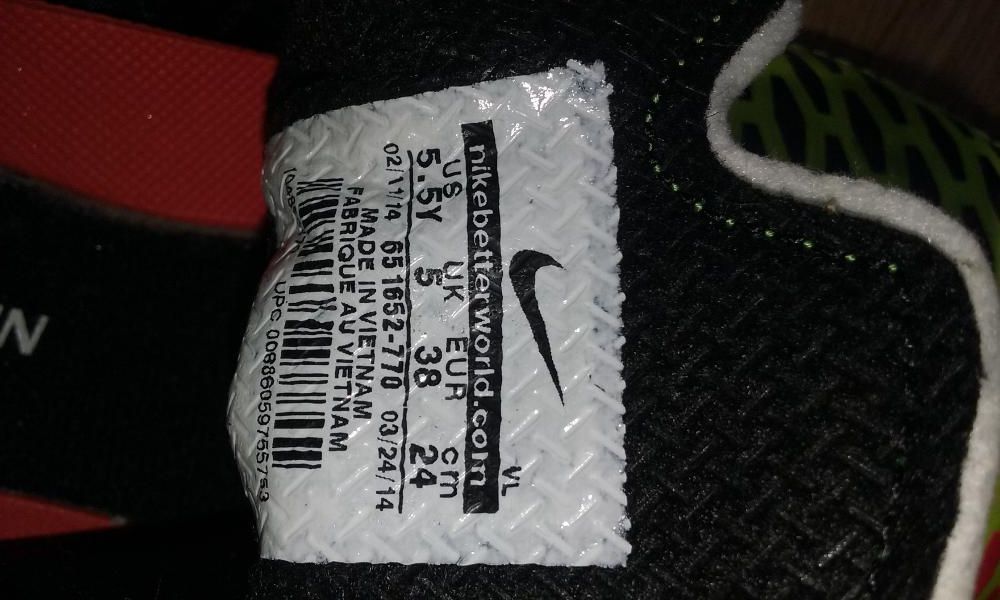 VL
nikebetterworld.com
US UK EUR cm
5.5Y 5 38 24
02/11/14 651652-770 03/24/14
MADE IN VIETNAM
FABRIQUE AU VIETNAM
UPC 00886059755753